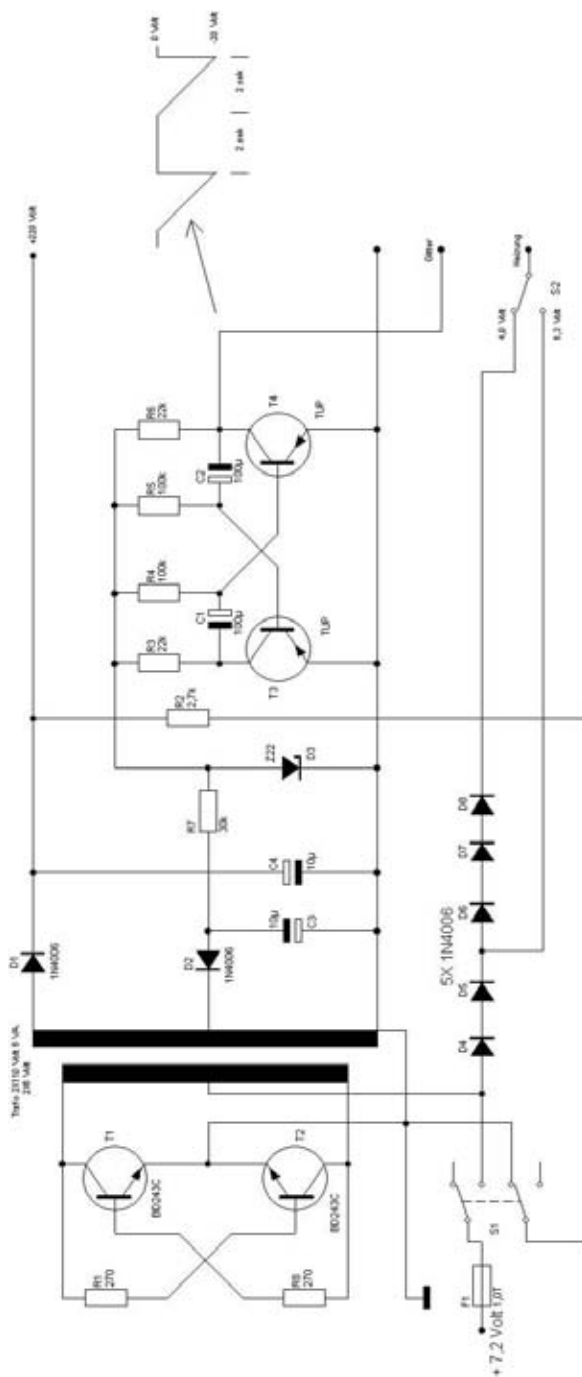 0 Volt
-20 Volt
2 sek
2 sek
+220 Volt
Gitter
Heizung
4,0 Volt
6,3 Volt
S2
R6
22k
R5
100k
R4
100k
R3
22k
C2
100µ
C1
100µ
T4
TUP
T3
TUP
R2
2,7k
Z22
D3
R7
30k
C4
10µ
10µ
C3
D1
1N4006
D2
1N4006
D8
D7
D6
D5
D4
5X 1N4006
Trafo 2X110 Volt 6 VA
2X6 Volt
T1
BD243C
T2
BD243C
R1
270
R8
270
S1
F1
1,0T
+ 7,2 Volt